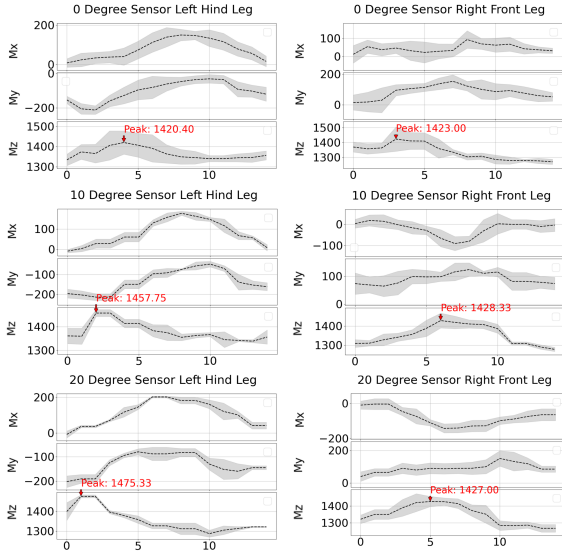 0 Degree Sensor Left Hind Leg
200
Mx
0
My
−200
1500
Peak: 1420.40
Mz
1400
1300
0
5
10
0 Degree Sensor Right Front Leg
100
Mx
0
200
My
0
1500
Peak: 1423.00
Mz
1400
1300
0
5
10
10 Degree Sensor Left Hind Leg
Mx
100
0
My
−100
−200
Peak: 1457.75
Mz
1400
1300
0
5
10
10 Degree Sensor Right Front Leg
0
Mx
−100
100
My
0
Peak: 1428.33
1400
Mz
1300
0
5
10
20 Degree Sensor Left Hind Leg
200
Mx
0
My
−100
−200
Peak: 1475.33
Mz
1400
1300
0
5
10
20 Degree Sensor Right Front Leg
0
Mx
−200
200
My
0
Peak: 1427.00
Mz
1400
1300
0
5
10